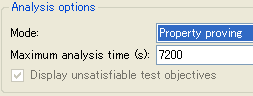 Analysis options
Mode: Property proving
Maximum analysis time (s): 7200
Display unsatisfiable test objectives